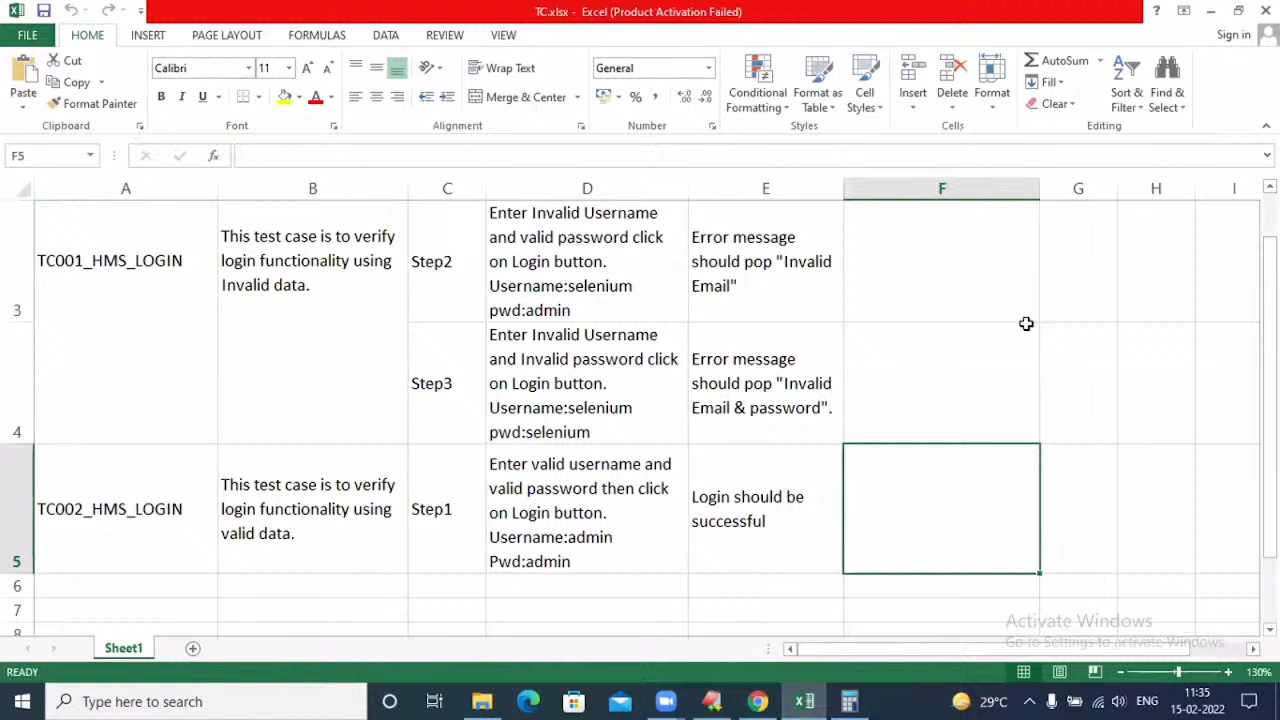 TC.xlsx - Excel (Product Activation Failed)
FILE HOME INSERT PAGE LAYOUT FORMULAS DATA REVIEW VIEW Sign in
Paste Cut Copy Format Painter
Calibri 11
Wrap Text
Merge & Center
General
Conditional Formatting Format as Table Cell Styles
Insert Delete Format
AutoSum
Fill
Clear
Sort & Filter Find & Select
Clipboard Font Alignment Number Styles Cells Editing
F5
A B C D E F G H I
3
TC001_HMS_LOGIN
This test case is to verify
login functionality using
Invalid data.
Step2
Enter Invalid Username
and valid password click
on Login button.
Username:selenium
pwd:admin
Error message
should pop "Invalid
Email"
4
Step3
Enter Invalid Username
and Invalid password click
on Login button.
Username:selenium
pwd:selenium
Error message
should pop "Invalid
Email & password".
5
TC002_HMS_LOGIN
This test case is to verify
login functionality using
valid data.
Step1
Enter valid username and
valid password then click
on Login button.
Username:admin
Pwd:admin
Login should be
successful
6
7
8
Activate Windows
Go to Settings to activate Windows.
Sheet1
READY
130%
Type here to search
29°C
ENG
11:35
15-02-2022